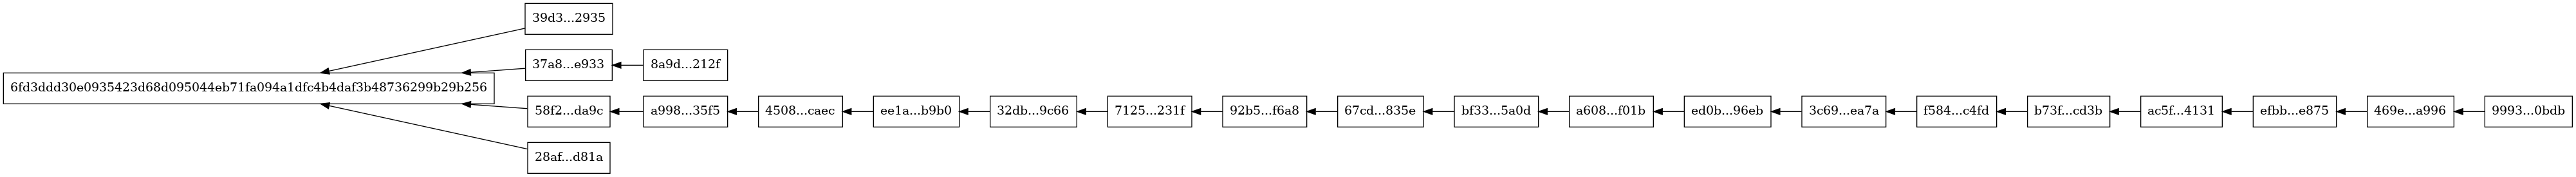 39d3...2935
37a8...e933
8a9d...212f
6fd3ddd30e0935423d68d095044eb71fa094a1dfc4b4daf3b48736299b29b256
58f2...da9c
a998...35f5
4508...caec
ee1a...b9b0
32db...9c66
7125...231f
92b5...f6a8
67cd...835e
bf33...5a0d
a608...f01b
ed0b...96eb
3c69...ea7a
f584...c4fd
b73f...cd3b
ac5f...4131
efbb...e875
469e...a996
9993...0bdb
28af...d81a